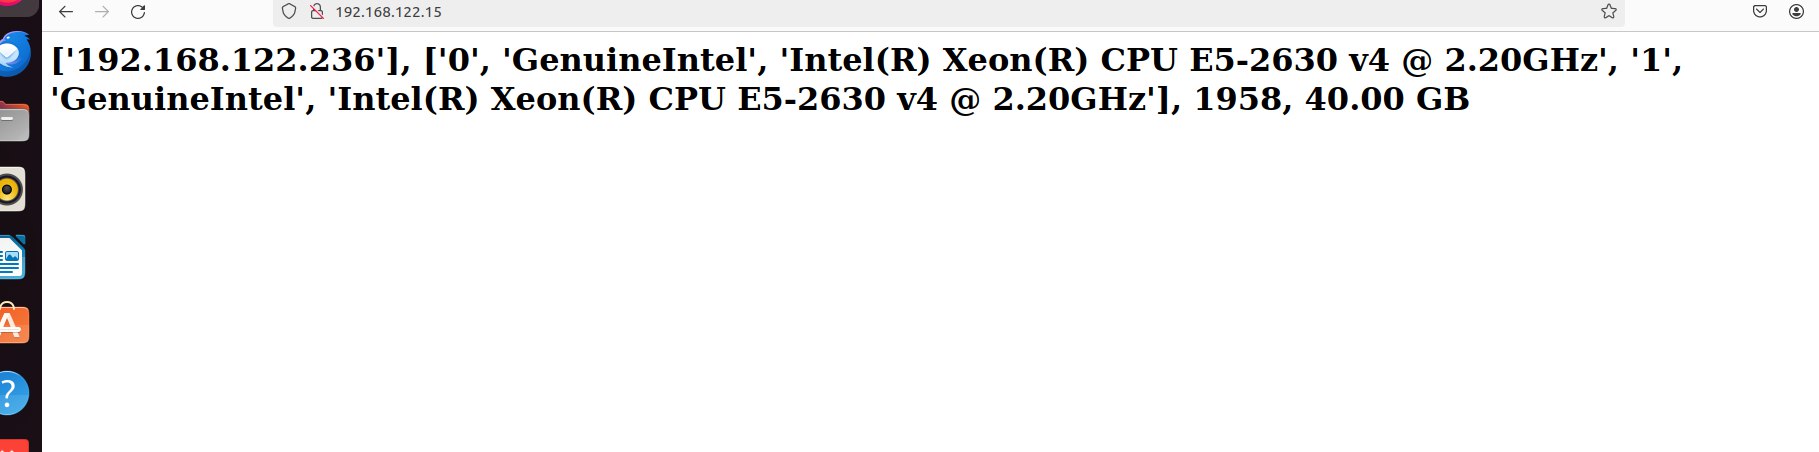 192.168.122.15
['192.168.122.236'], ['0', 'GenuineIntel', 'Intel(R) Xeon(R) CPU E5-2630 v4 @ 2.20GHz', '1',
'GenuineIntel', 'Intel(R) Xeon(R) CPU E5-2630 v4 @ 2.20GHz'], 1958, 40.00 GB